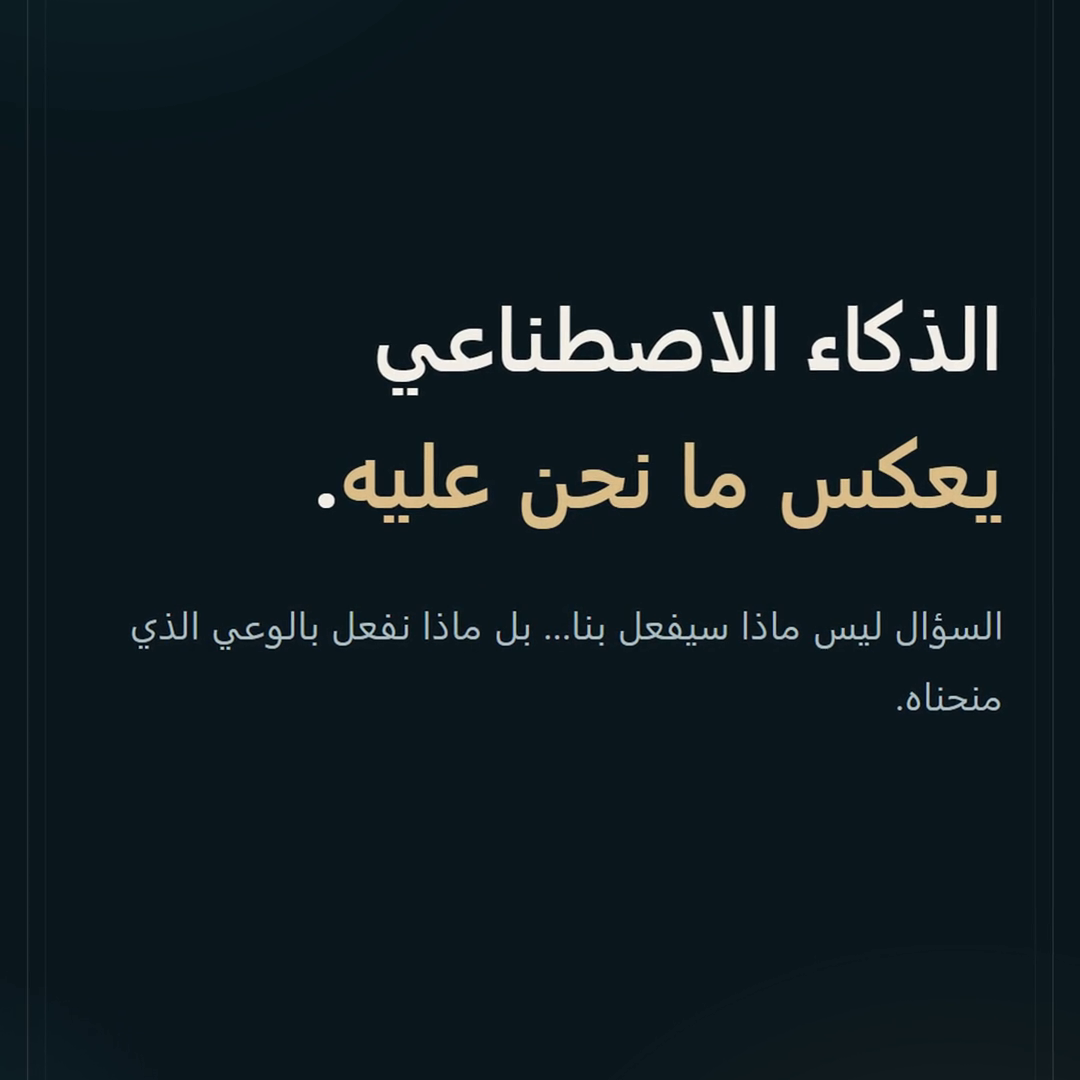 الذكاء الاصطناعي
يعكس ما نحن عليه.
السؤال ليس ماذا سيفعل بنا... بل ماذا نفعل بالوعي الذي
منحناه.